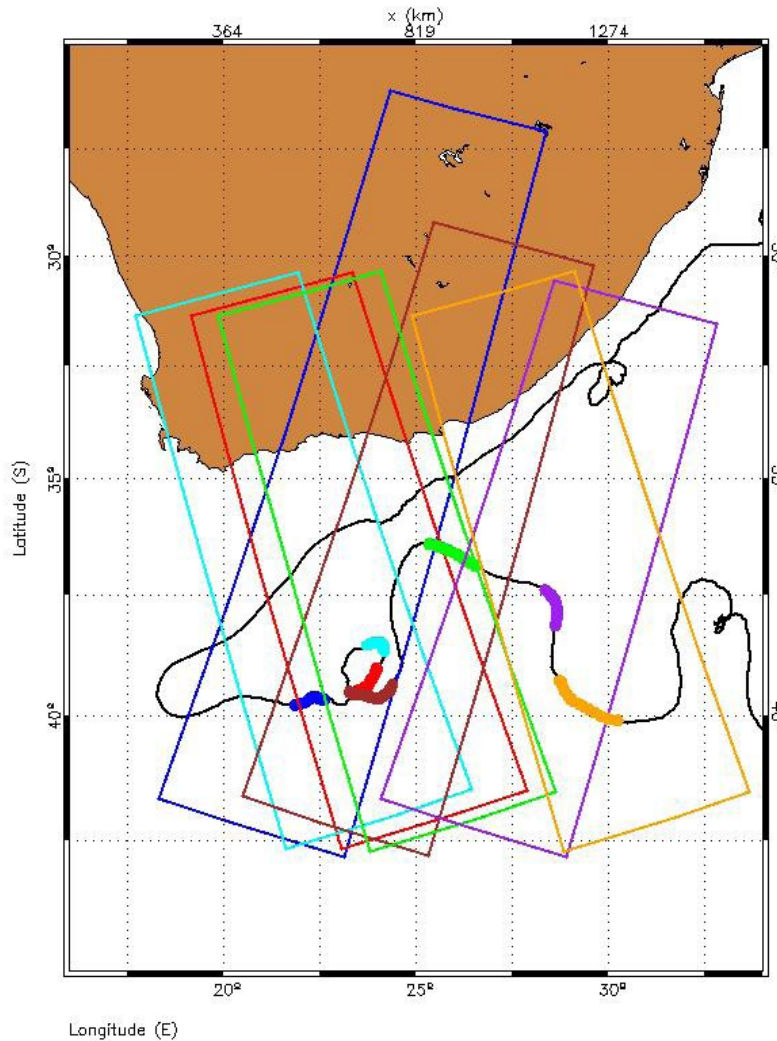 x (km)
364 819 1274
30º
35º
40º
Latitude (S)
20º 25º 30º
Longitude (E)